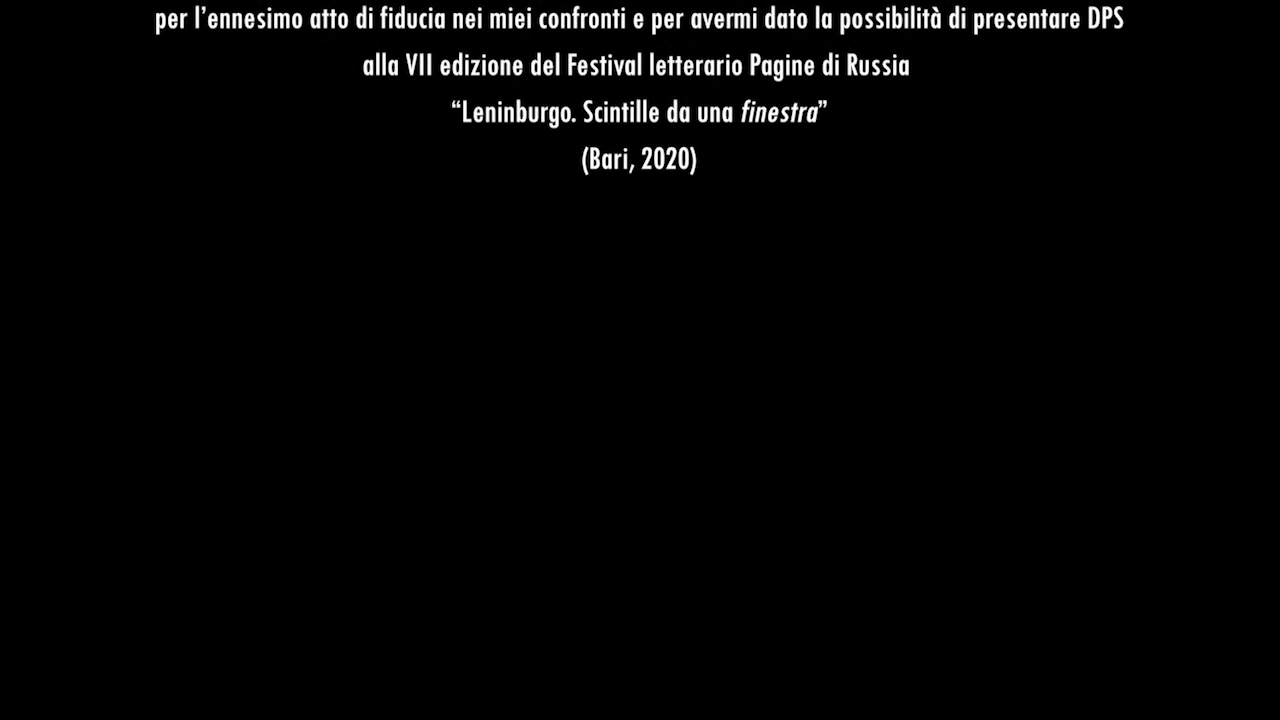 per l’ennesimo atto di fiducia nei miei confronti e per avermi dato la possibilità di presentare DPS
alla VII edizione del Festival letterario Pagine di Russia
“Leninburgo. Scintille da una finestra”
(Bari, 2020)